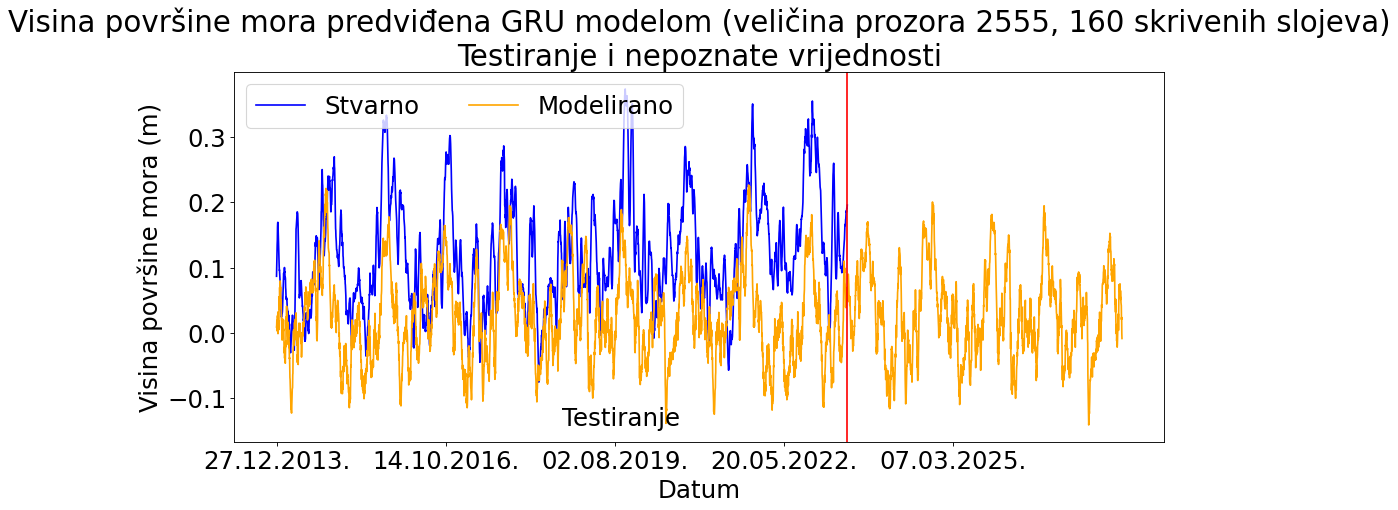 Visina površine mora predviđena GRU modelom (veličina prozora 2555, 160 skrivenih slojeva)
Testiranje i nepoznate vrijednosti
Stvarno
Modelirano
Visina površine mora (m)
0.3
0.2
0.1
0.0
−0.1
Testiranje
27.12.2013.
14.10.2016.
02.08.2019.
20.05.2022.
07.03.2025.
Datum